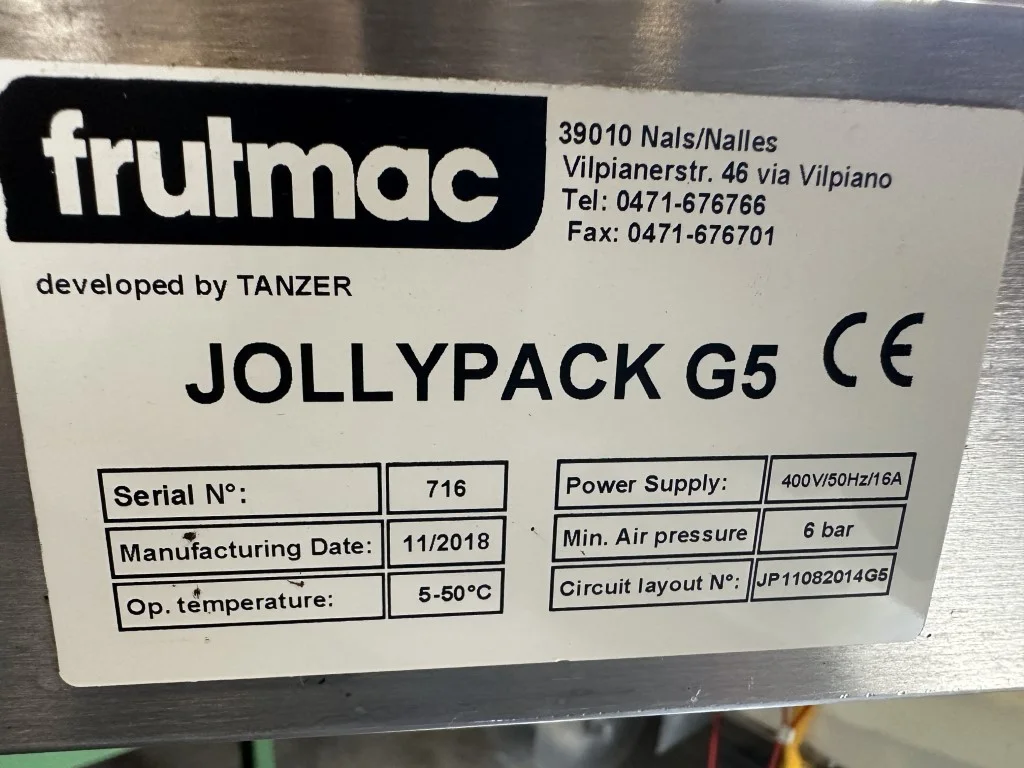 frutmac
39010 Nals/Nalles
Vilpianerstr. 46 via Vilpiano
Tel: 0471-676766
Fax: 0471-676701
developed by TANZER
JOLLYPACK G5 CE
Serial N°: 716
Manufacturing Date: 11/2018
Op. temperature: 5-50°C
Power Supply: 400V/50Hz/16A
Min. Air pressure 6 bar
Circuit layout N°: JP11082014G5